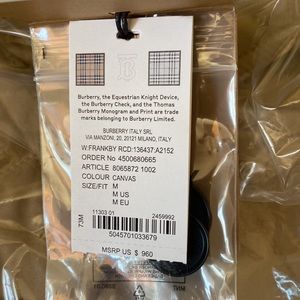 Burberry, the Equestrian Knight Device,
the Burberry Check, and the Thomas
Burberry Monogram and Print are trade
marks belonging to Burberry Limited.
BURBERRY ITALY SRL
VIA MANZONI, 20, 20121 MILANO, ITALY
W:FRANKBY RCD:136437:A2152
ORDER No 4500680665
ARTICLE 8065872 1002
COLOUR CANVAS
SIZE/FIT M
M US
M EU
73M
11303 01
2459992
5045701033679
MSRP US $ 960